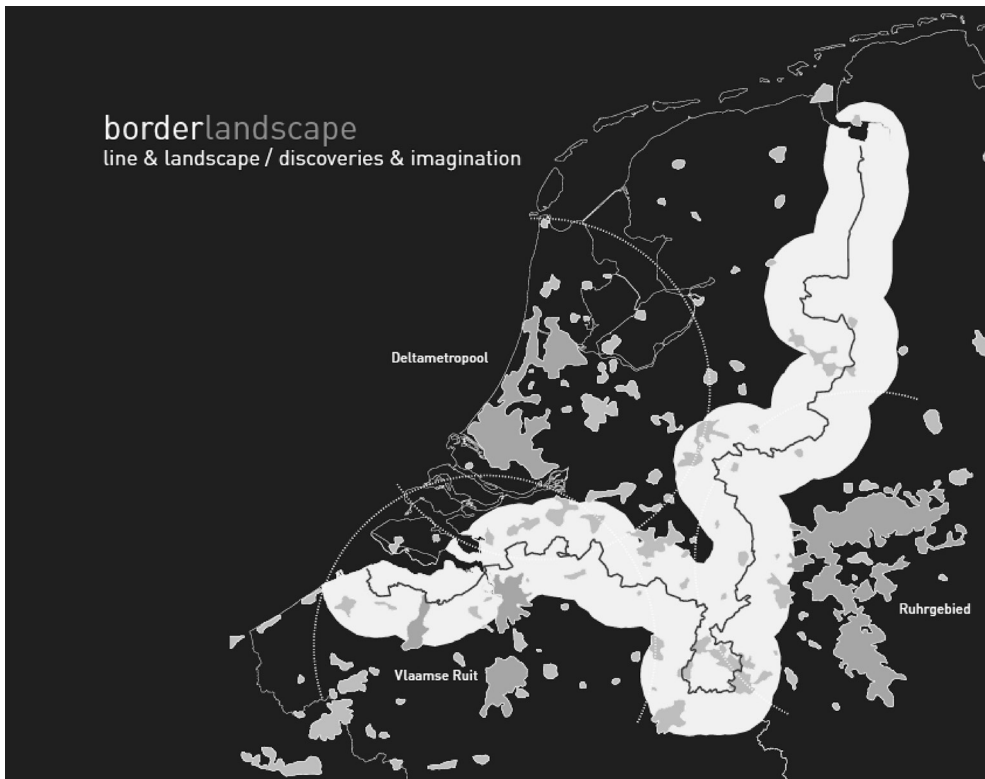 borderlandscape
line & landscape / discoveries & imagination
Deltametropool
Ruhrgebied
Vlaamse Ruit